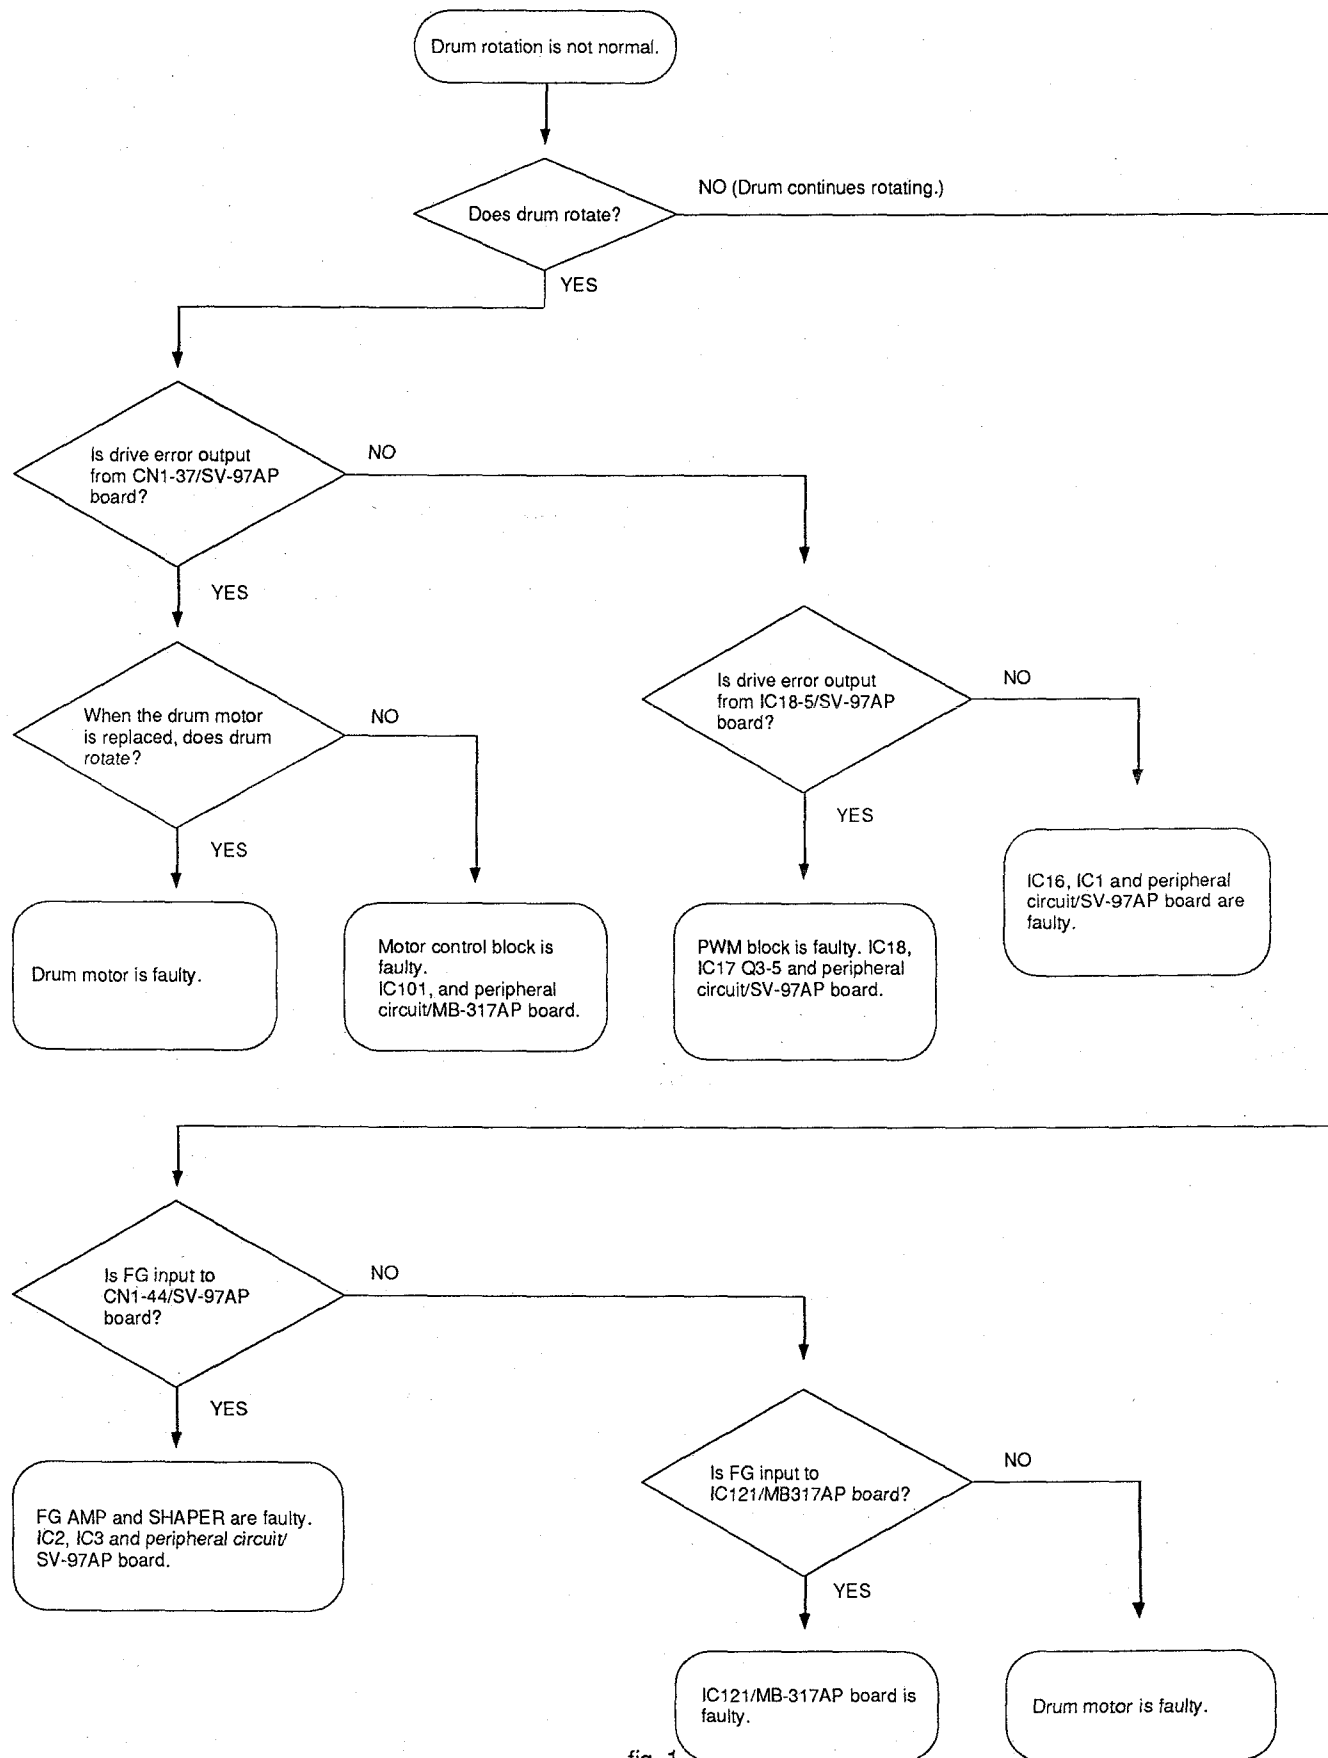 Drum rotation is not normal.
Does drum rotate?
NO (Drum continues rotating.)
YES
Is drive error output
from CN1-37/SV-97AP
board?
NO
YES
When the drum motor
is replaced, does drum
rotate?
NO
YES
Is drive error output
from IC18-5/SV-97AP
board?
NO
YES
Drum motor is faulty.
Motor control block is
faulty.
IC101, and peripheral
circuit/MB-317AP board.
PWM block is faulty. IC18,
IC17 Q3-5 and peripheral
circuit/SV-97AP board.
IC16, IC1 and peripheral
circuit/SV-97AP board are
faulty.
Is FG input to
CN1-44/SV-97AP
board?
NO
YES
FG AMP and SHAPER are faulty.
IC2, IC3 and peripheral circuit/
SV-97AP board.
Is FG input to
IC121/MB317AP board?
NO
YES
IC121/MB-317AP board is
faulty.
Drum motor is faulty.
fig. 1